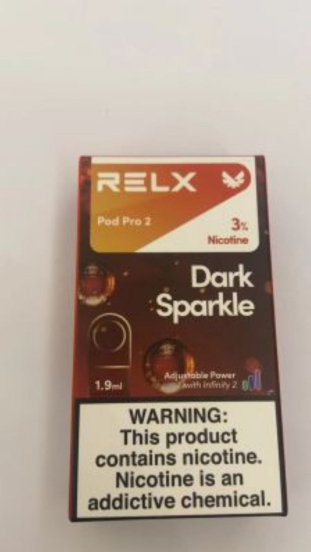 RELX
Pod Pro 2
3%
Nicotine
Dark
Sparkle
Adjustable Power
with Infinity 2
1.9ml
WARNING:
This product
contains nicotine.
Nicotine is an
addictive chemical.